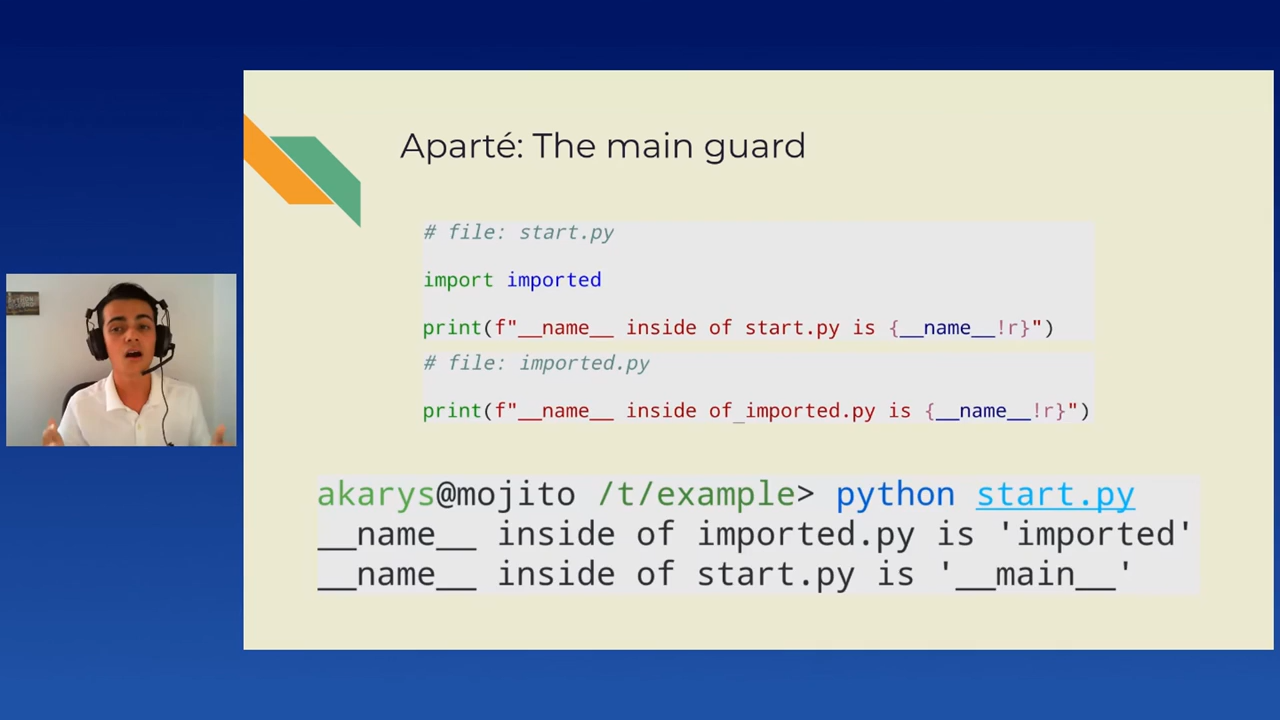 Aparté: The main guard
# file: start.py
import imported
print(f"__name__ inside of start.py is {__name__!r}")
# file: imported.py
print(f"__name__ inside of_imported.py is {__name__!r}")
akarys@mojito /t/example> python start.py
__name__ inside of imported.py is 'imported'
__name__ inside of start.py is '__main__'